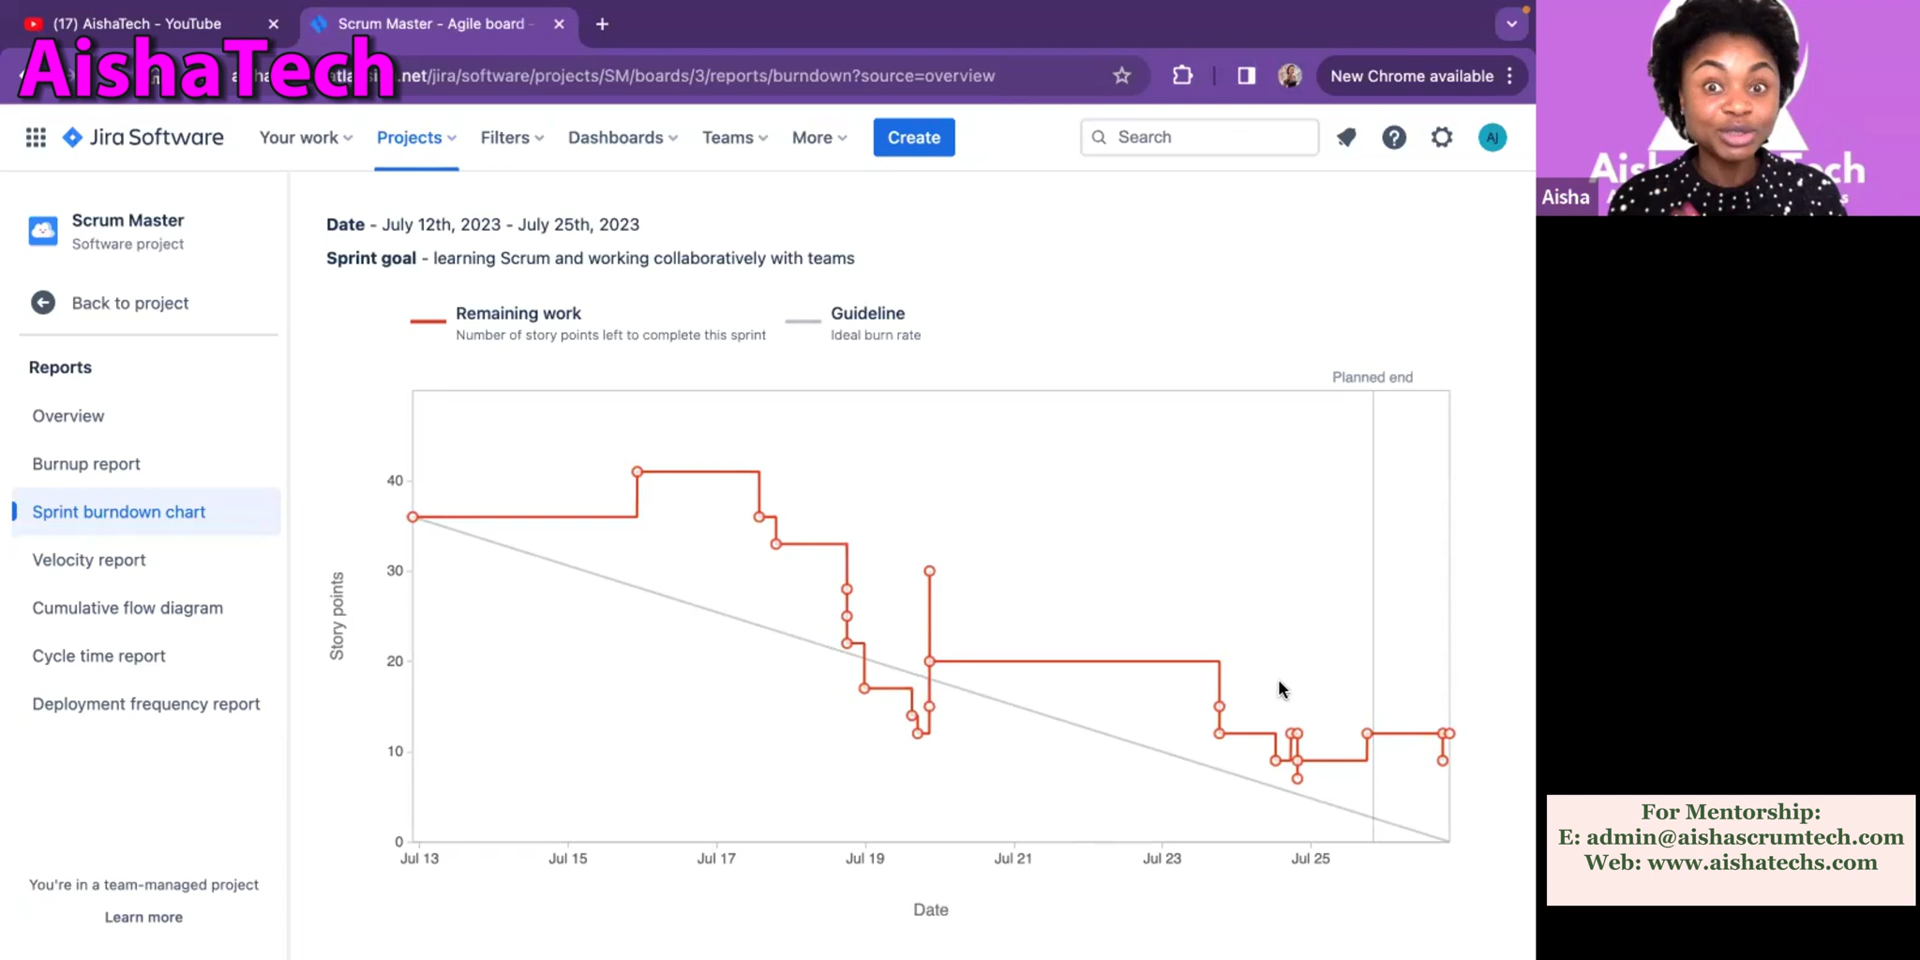 (17) AishaTech - YouTube
Scrum Master - Agile board -
AishaTech
.net/jira/software/projects/SM/boards/3/reports/burndown?source=overview
New Chrome available
Jira Software
Your work
Projects
Filters
Dashboards
Teams
More
Create
Search
AJ
Aisha
Scrum Master
Software project
Back to project
Reports
Overview
Burnup report
Sprint burndown chart
Velocity report
Cumulative flow diagram
Cycle time report
Deployment frequency report
You're in a team-managed project
Learn more
Date - July 12th, 2023 - July 25th, 2023
Sprint goal - learning Scrum and working collaboratively with teams
Remaining work
Number of story points left to complete this sprint
Guideline
Ideal burn rate
Planned end
Story points
40
30
20
10
0
Jul 13
Jul 15
Jul 17
Jul 19
Jul 21
Jul 23
Jul 25
Date
For Mentorship:
E: admin@aishascrumtech.com
Web: www.aishatechs.com